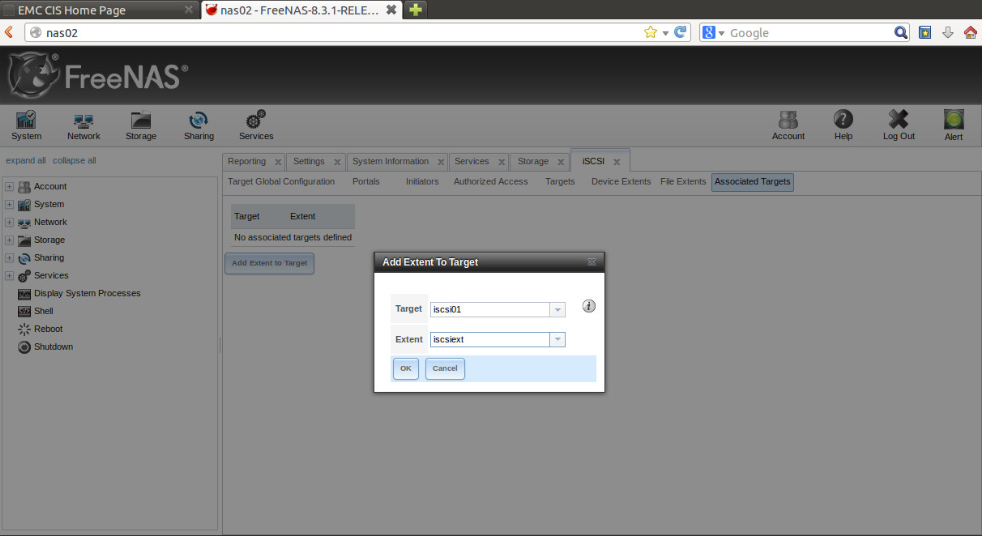 EMC CIS Home Page
nas02 - FreeNAS-8.3.1-RELE...
nas02
Google
FreeNAS®
System Network Storage Sharing Services Account Help Log Out Alert
expand all collapse all
Account
System
Network
Storage
Sharing
Services
Display System Processes
Shell
Reboot
Shutdown
Reporting Settings System Information Services Storage iSCSI
Target Global Configuration Portals Initiators Authorized Access Targets Device Extents File Extents Associated Targets
Target Extent
No associated targets defined
Add Extent to Target
Add Extent To Target
Target iscsi01
Extent iscsiext
OK Cancel